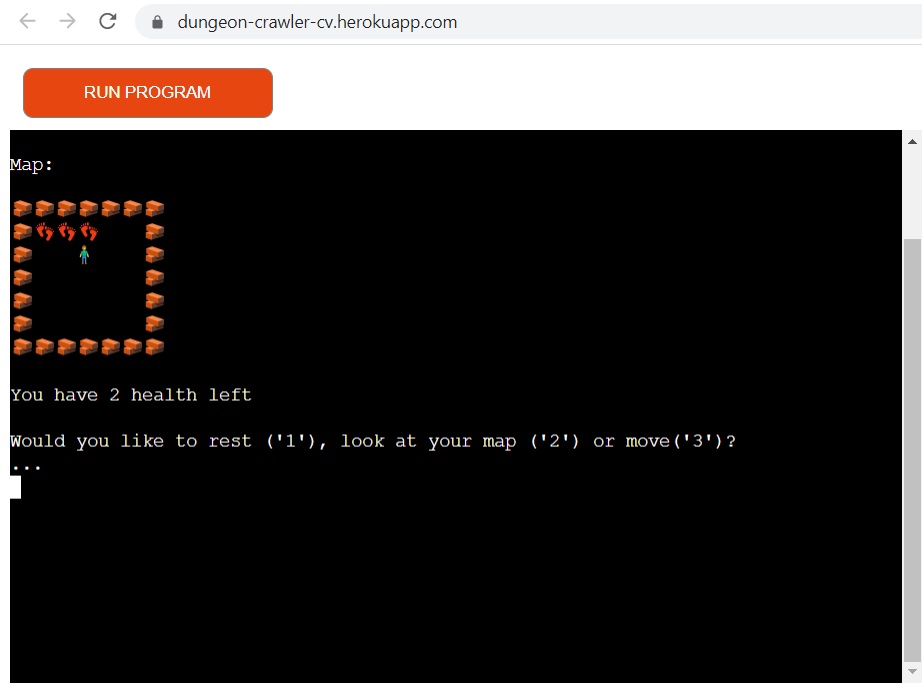 dungeon-crawler-cv.herokuapp.com
RUN PROGRAM
Map:
You have 2 health left
Would you like to rest ('1'), look at your map ('2') or move('3')?
...